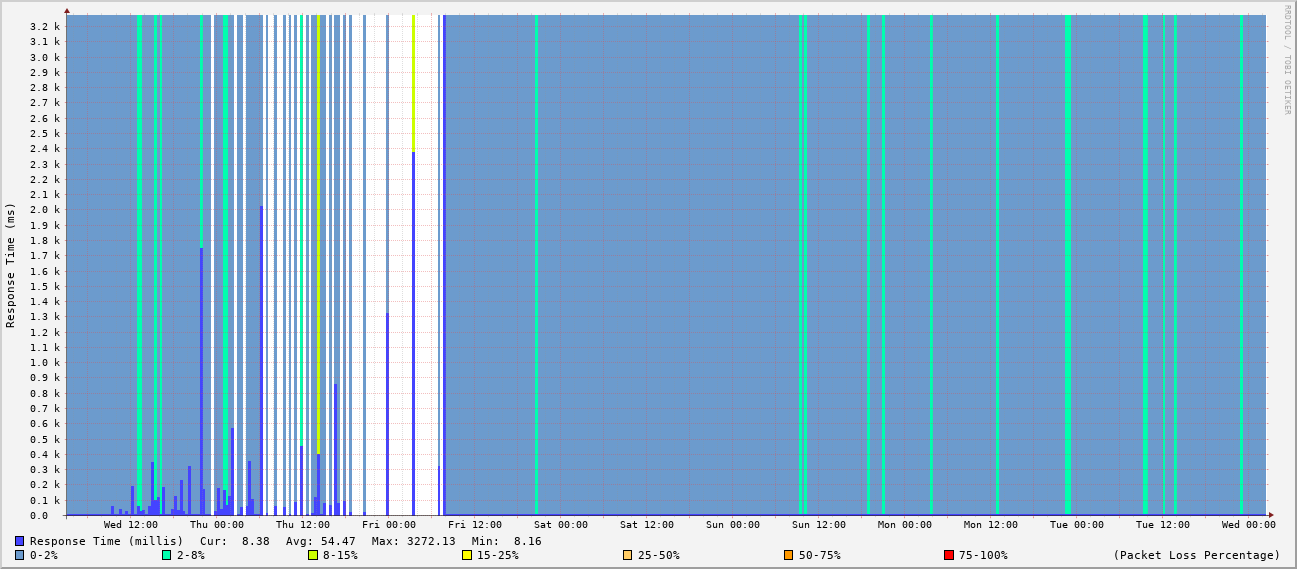 RRDTOOL / TOBI OETIKER
Response Time (ms)
3.2 k
3.1 k
3.0 k
2.9 k
2.8 k
2.7 k
2.6 k
2.5 k
2.4 k
2.3 k
2.2 k
2.1 k
2.0 k
1.9 k
1.8 k
1.7 k
1.6 k
1.5 k
1.4 k
1.3 k
1.2 k
1.1 k
1.0 k
0.9 k
0.8 k
0.7 k
0.6 k
0.5 k
0.4 k
0.3 k
0.2 k
0.1 k
0.0
Wed 12:00 Thu 00:00 Thu 12:00 Fri 00:00 Fri 12:00 Sat 00:00 Sat 12:00 Sun 00:00 Sun 12:00 Mon 00:00 Mon 12:00 Tue 00:00 Tue 12:00 Wed 00:00
Response Time (millis) Cur: 8.38 Avg: 54.47 Max: 3272.13 Min: 8.16
0-2% 2-8% 8-15% 15-25% 25-50% 50-75% 75-100% (Packet Loss Percentage)